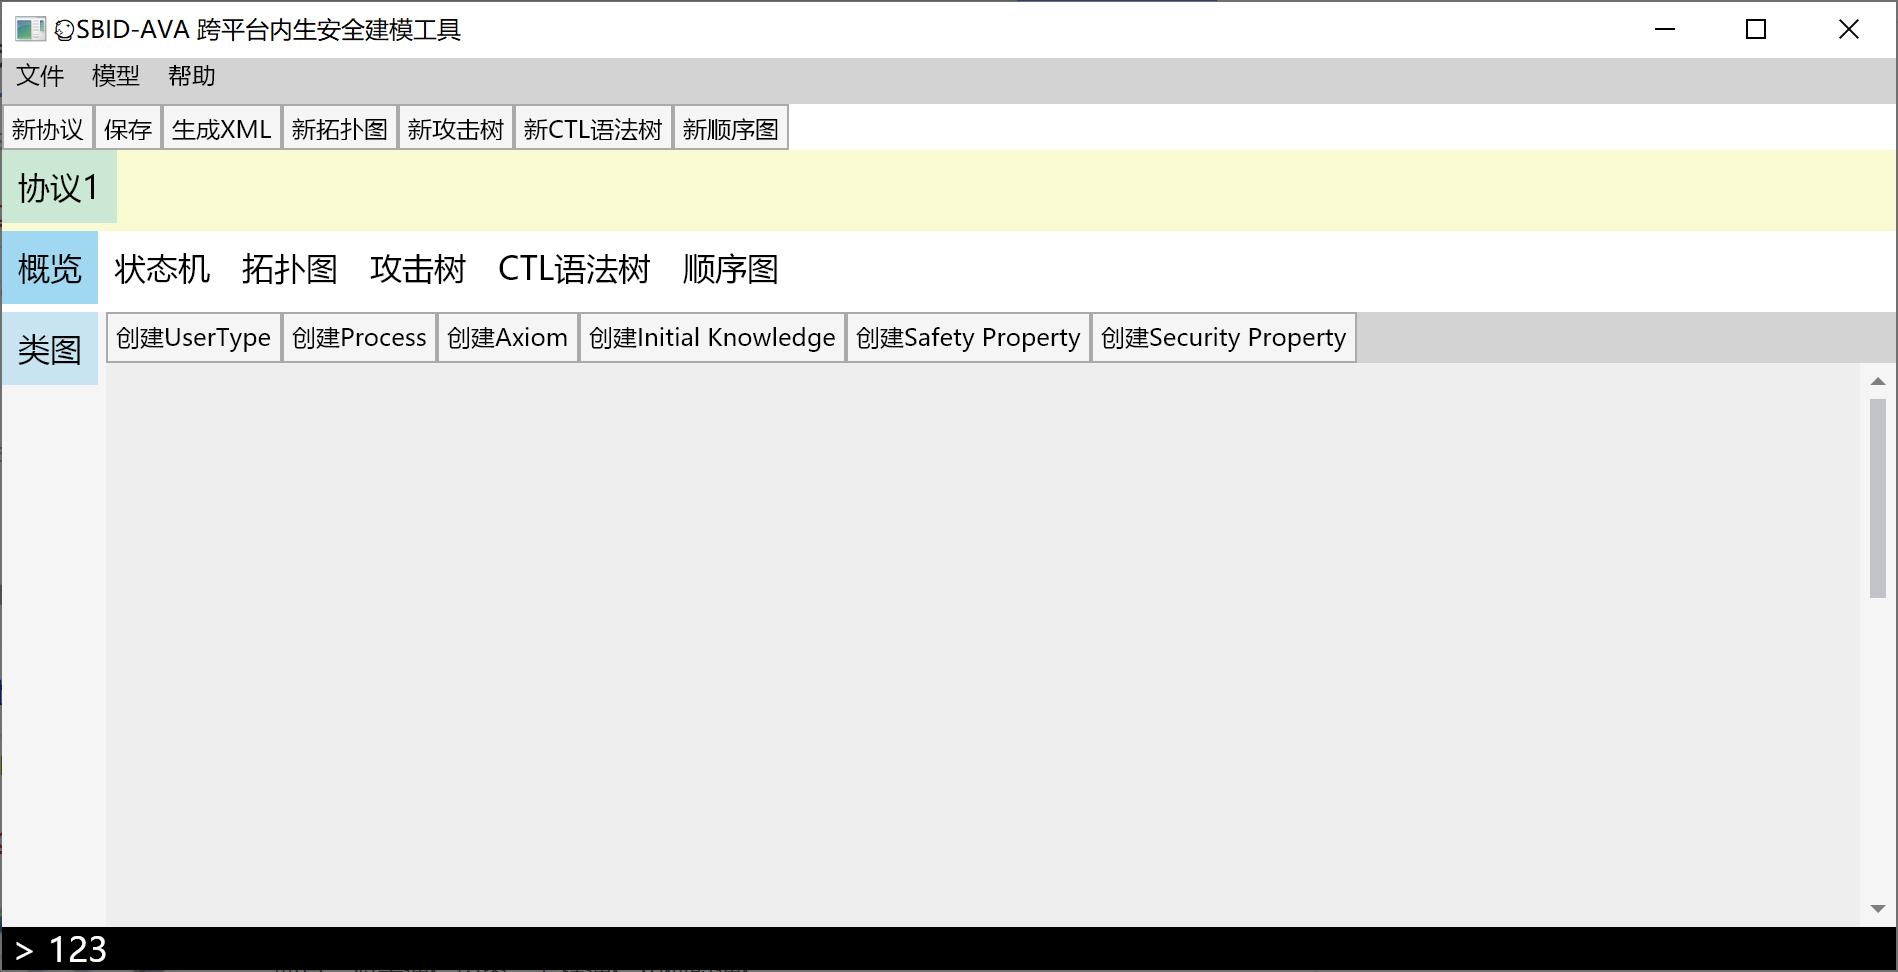 SBID-AVA 跨平台内生安全建模工具
文件 模型 帮助
新协议 保存 生成XML 新拓扑图 新攻击树 新CTL语法树 新顺序图
协议1
概览 状态机 拓扑图 攻击树 CTL语法树 顺序图
类图 创建UserType 创建Process 创建Axiom 创建Initial Knowledge 创建Safety Property 创建Security Property
> 123